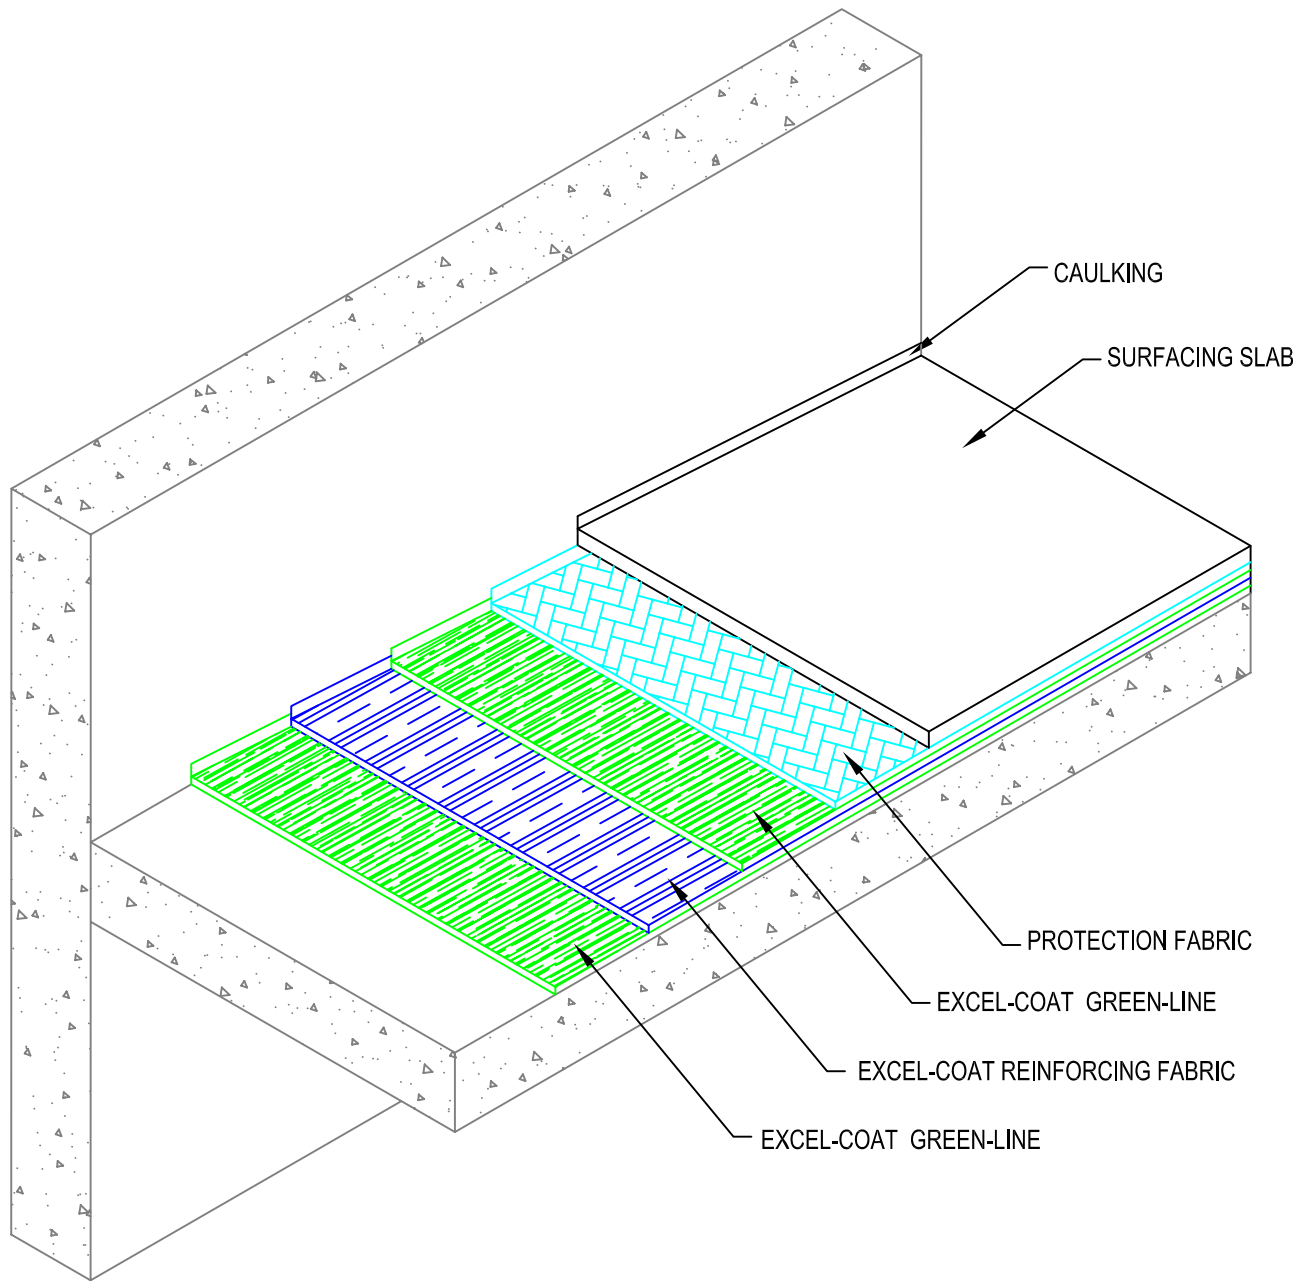 CAULKING
SURFACING SLAB
PROTECTION FABRIC
EXCEL-COAT GREEN-LINE
EXCEL-COAT REINFORCING FABRIC
EXCEL-COAT GREEN-LINE